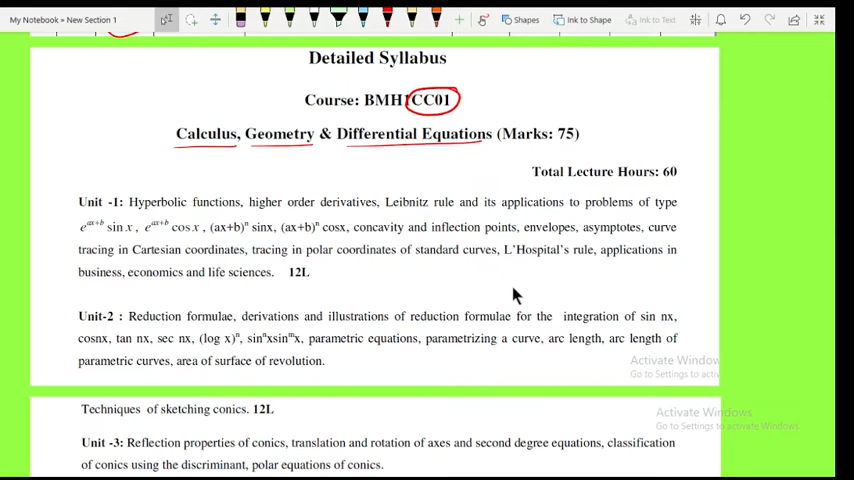 My Notebook » New Section 1
Shapes
Ink to Shape
Ink to Text
Detailed Syllabus
Course: BMH1CC01
Calculus, Geometry & Differential Equations (Marks: 75)
Total Lecture Hours: 60
Unit -1: Hyperbolic functions, higher order derivatives, Leibnitz rule and its applications to problems of type
e^(ax+b) sin x , e^(ax+b) cos x , (ax+b)^n sinx, (ax+b)^n cosx, concavity and inflection points, envelopes, asymptotes, curve
tracing in Cartesian coordinates, tracing in polar coordinates of standard curves, L'Hospital's rule, applications in
business, economics and life sciences. 12L
Unit-2 : Reduction formulae, derivations and illustrations of reduction formulae for the integration of sin nx,
cosnx, tan nx, sec nx, (log x)^n, sin^n xsin^m x, parametric equations, parametrizing a curve, arc length, arc length of
parametric curves, area of surface of revolution.
Activate Window
Go to Settings to activ
Techniques of sketching conics. 12L
Activate Windows
Go to Settings to activate Windows.
Unit -3: Reflection properties of conics, translation and rotation of axes and second degree equations, classification
of conics using the discriminant, polar equations of conics.